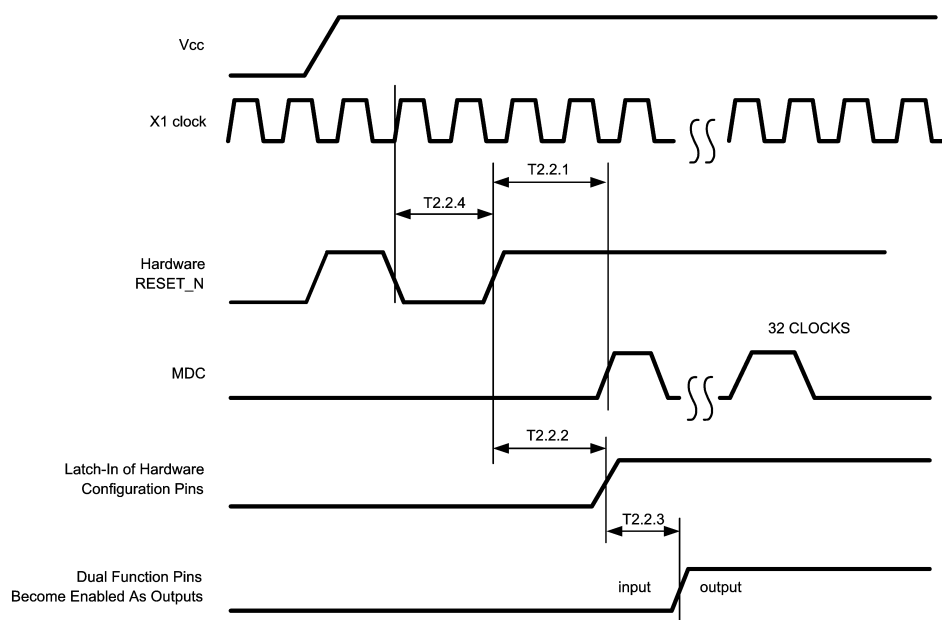 Vcc
X1 clock
T2.2.1
T2.2.4
Hardware
RESET_N
32 CLOCKS
MDC
T2.2.2
Latch-In of Hardware
Configuration Pins
T2.2.3
Dual Function Pins
Become Enabled As Outputs
input
output